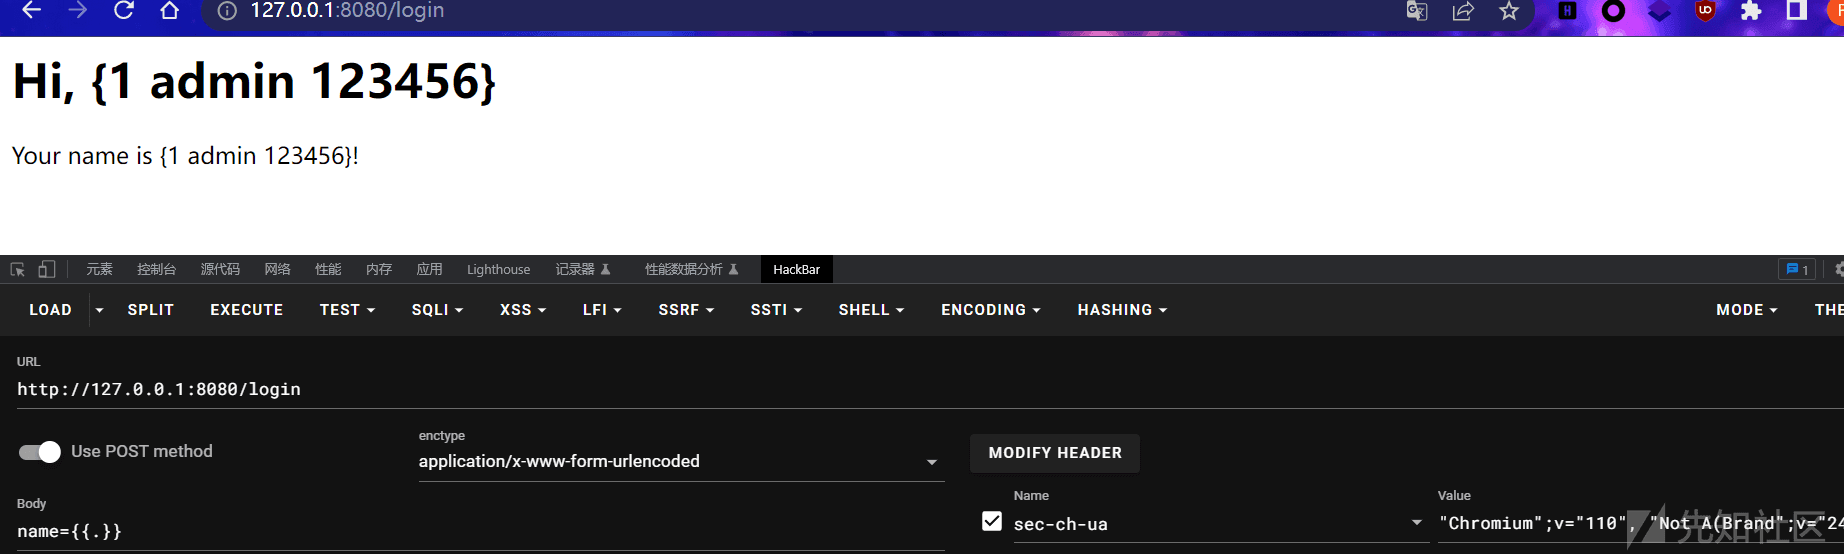 127.0.0.1:8080/login
Hi, {1 admin 123456}
Your name is {1 admin 123456}!
元素 控制台 源代码 网络 性能 内存 应用 Lighthouse 记录器 性能数据分析 HackBar 1
LOAD SPLIT EXECUTE TEST SQLI XSS LFI SSRF SSTI SHELL ENCODING HASHING MODE THE
URL
http://127.0.0.1:8080/login
Use POST method
enctype
application/x-www-form-urlencoded
MODIFY HEADER
Body
name={{.}}
Name
sec-ch-ua
Value
"Chromium";v="110", "Not A(Brand";v="24
先知社区